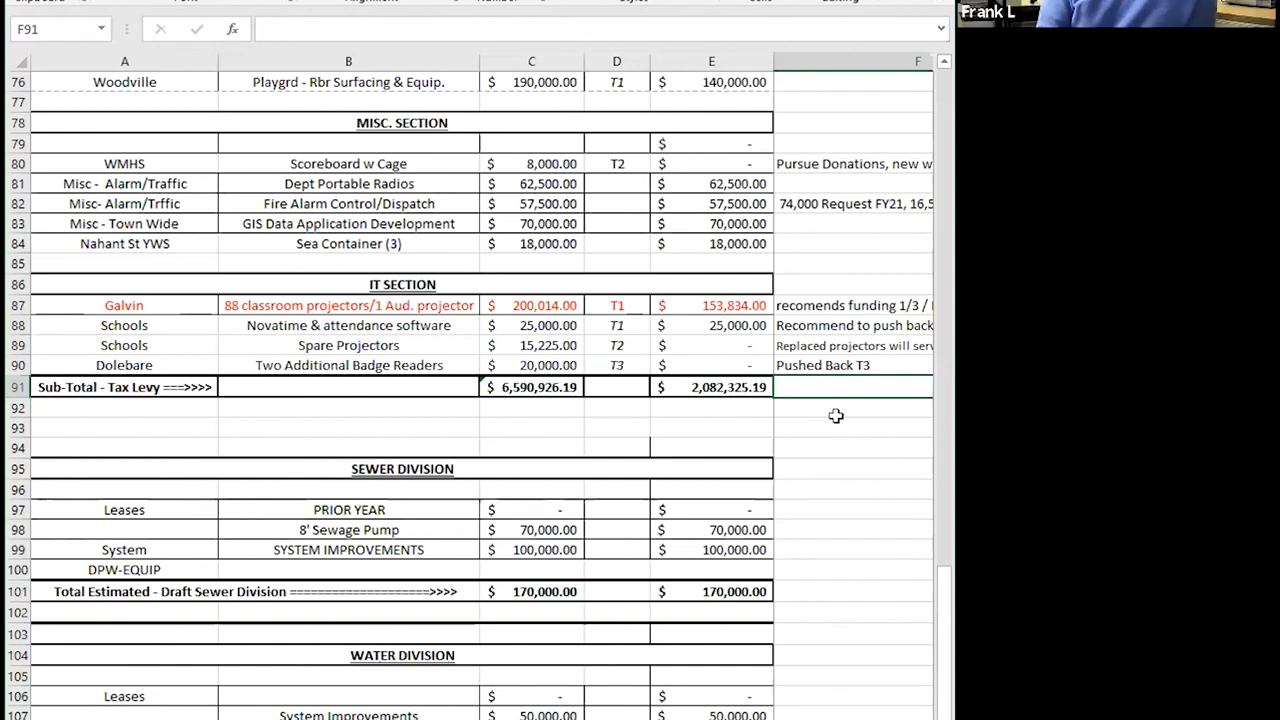 Frank L
F91
fx
A B C D E F
76 Woodville Playgrd - Rbr Surfacing & Equip. $ 190,000.00 T1 $ 140,000.00
77
78 MISC. SECTION
79 $ -
80 WMHS Scoreboard w Cage $ 8,000.00 T2 $ - Pursue Donations, new w
81 Misc - Alarm/Traffic Dept Portable Radios $ 62,500.00 $ 62,500.00
82 Misc- Alarm/Trffic Fire Alarm Control/Dispatch $ 57,500.00 $ 57,500.00 74,000 Request FY21, 16,5
83 Misc - Town Wide GIS Data Application Development $ 70,000.00 $ 70,000.00
84 Nahant St YWS Sea Container (3) $ 18,000.00 $ 18,000.00
85
86 IT SECTION
87 Galvin 88 classroom projectors/1 Aud. projector $ 200,014.00 T1 $ 153,834.00 recomends funding 1/3 /
88 Schools Novatime & attendance software $ 25,000.00 T1 $ 25,000.00 Recommend to push back
89 Schools Spare Projectors $ 15,225.00 T2 $ - Replaced projectors will serv
90 Dolebare Two Additional Badge Readers $ 20,000.00 T3 $ - Pushed Back T3
91 Sub-Total - Tax Levy ===>>>> $ 6,590,926.19 $ 2,082,325.19
92
93
94
95 SEWER DIVISION
96
97 Leases PRIOR YEAR $ - $ -
98 8' Sewage Pump $ 70,000.00 $ 70,000.00
99 System SYSTEM IMPROVEMENTS $ 100,000.00 $ 100,000.00
100 DPW-EQUIP
101 Total Estimated - Draft Sewer Division ====================>>>> $ 170,000.00 $ 170,000.00
102
103
104 WATER DIVISION
105
106 Leases $ - $ -
107 System Improvements $ 50,000.00 $ 50,000.00